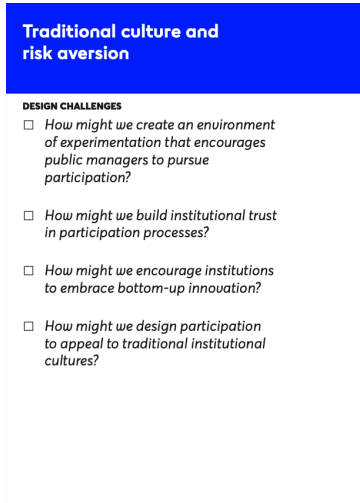 Traditional culture and
risk aversion
DESIGN CHALLENGES
☐ How might we create an environment
of experimentation that encourages
public managers to pursue
participation?
☐ How might we build institutional trust
in participation processes?
☐ How might we encourage institutions
to embrace bottom-up innovation?
☐ How might we design participation
to appeal to traditional institutional
cultures?